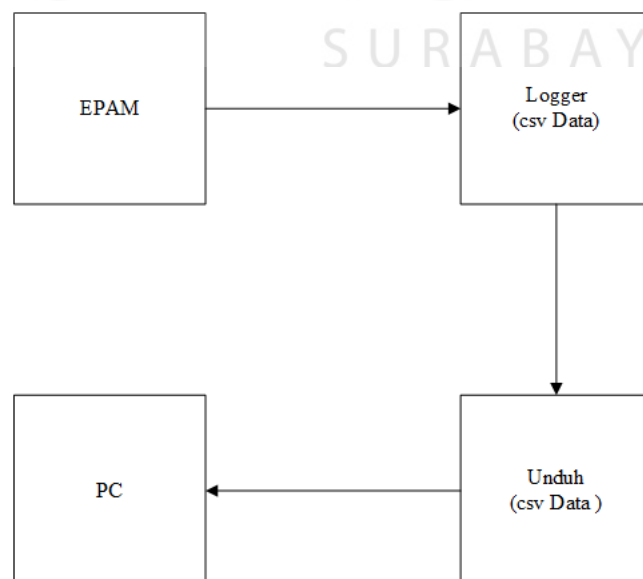 SURABAY
EPAM
Logger
(csv Data)
PC
Unduh
(csv Data )